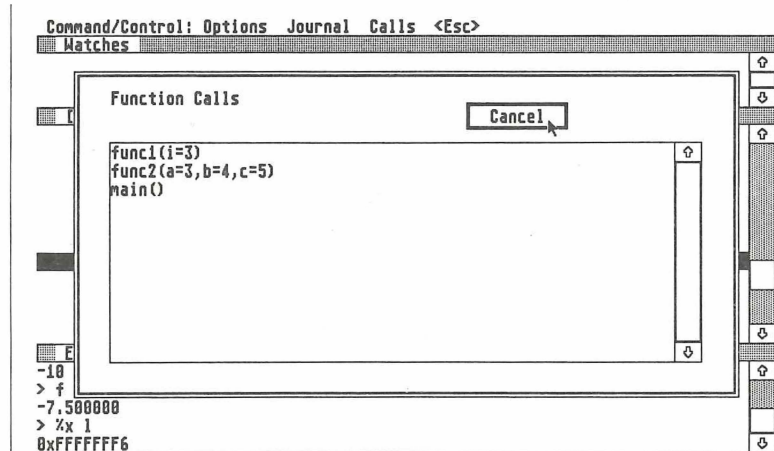 Command/Control: Options Journal Calls <Esc>
Watches
Function Calls
Cancel
func1(i=3)
func2(a=3,b=4,c=5)
main()
E
-10
> f
-7.500000
> %x l
0xFFFFFFF6